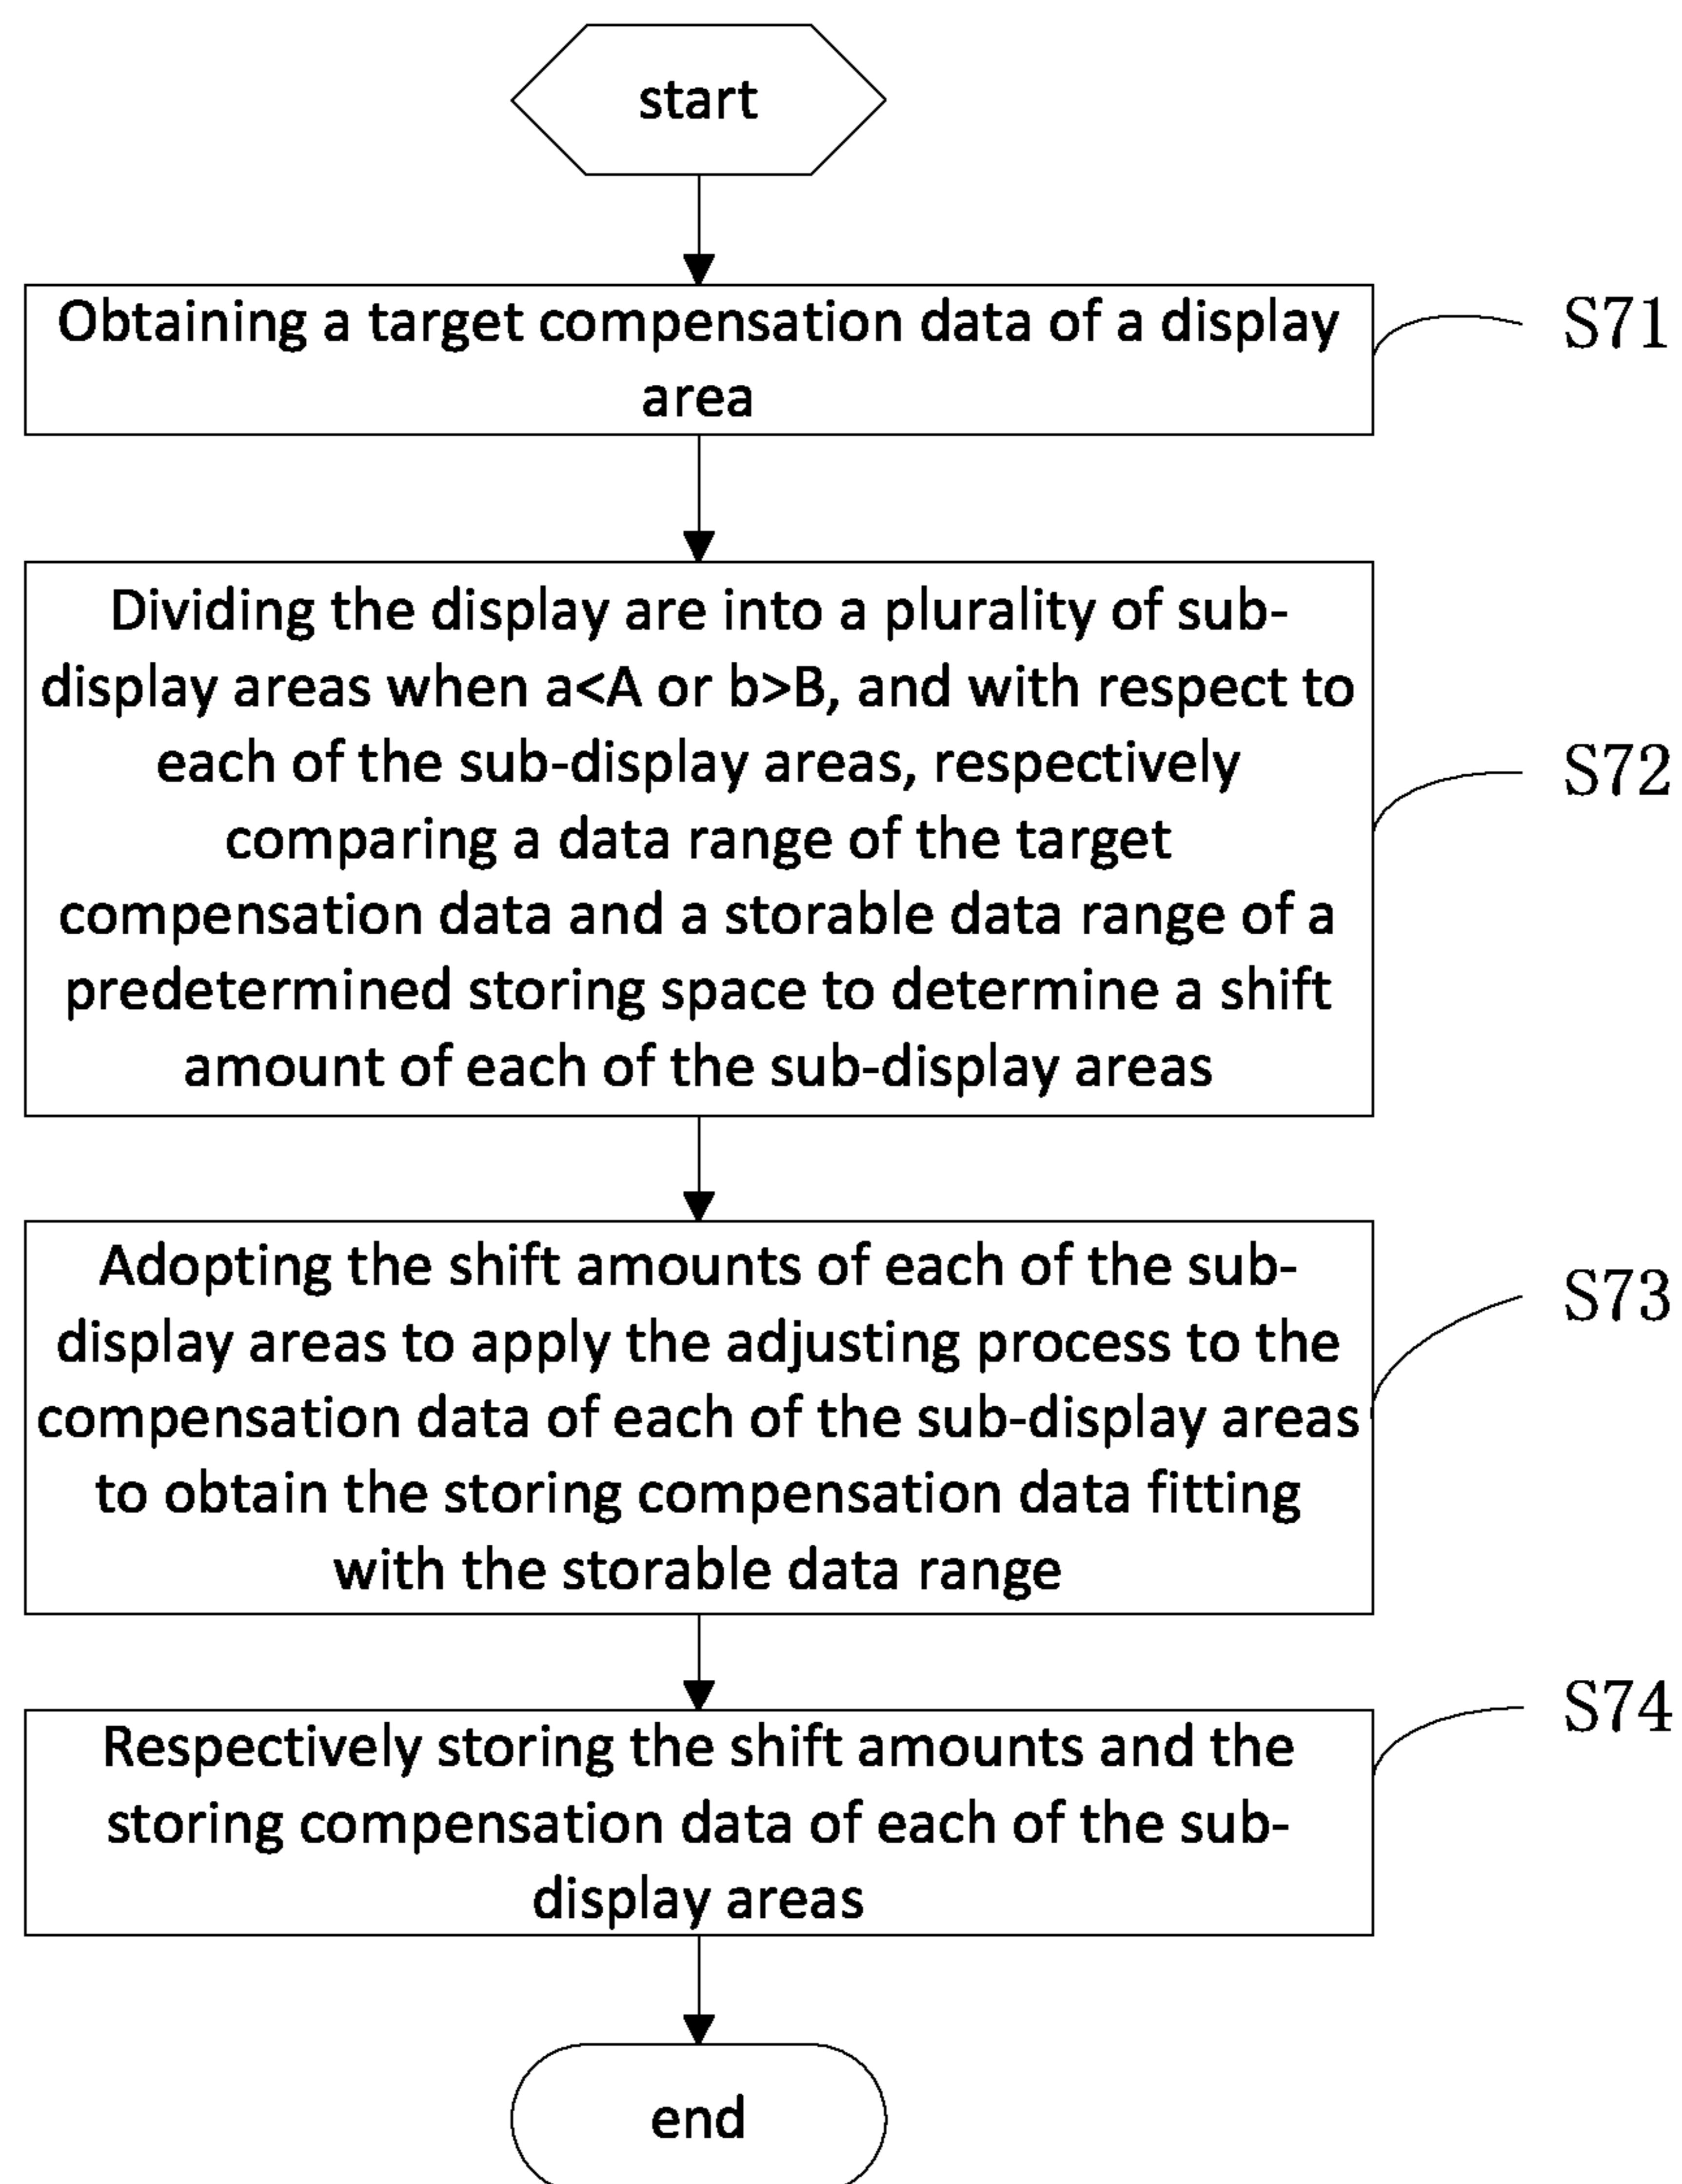 start
Obtaining a target compensation data of a display
area
S71
Dividing the display are into a plurality of sub-
display areas when a<A or b>B, and with respect to
each of the sub-display areas, respectively
comparing a data range of the target
compensation data and a storable data range of a
predetermined storing space to determine a shift
amount of each of the sub-display areas
S72
Adopting the shift amounts of each of the sub-
display areas to apply the adjusting process to the
compensation data of each of the sub-display areas
to obtain the storing compensation data fitting
with the storable data range
S73
Respectively storing the shift amounts and the
storing compensation data of each of the sub-
display areas
S74
end